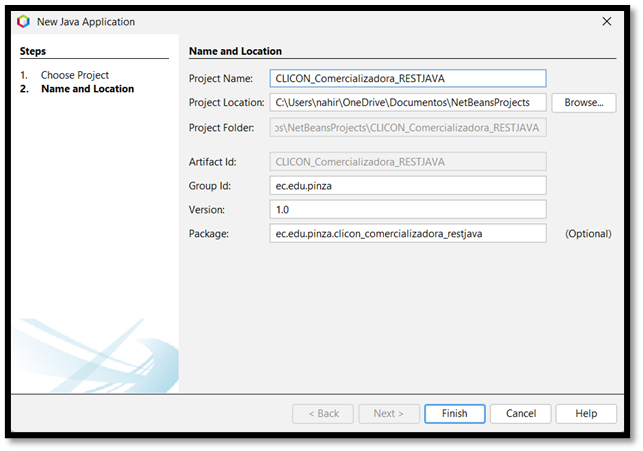 New Java Application
Steps
1. Choose Project
2. Name and Location
Name and Location
Project Name: CLICON_Comercializadora_RESTJAVA
Project Location: C:\Users\nahir\OneDrive\Documentos\NetBeansProjects Browse...
Project Folder: os\NetBeansProjects\CLICON_Comercializadora_RESTJAVA
Artifact Id: CLICON_Comercializadora_RESTJAVA
Group Id: ec.edu.pinza
Version: 1.0
Package: ec.edu.pinza.clicon_comercializadora_restjava (Optional)
< Back Next > Finish Cancel Help